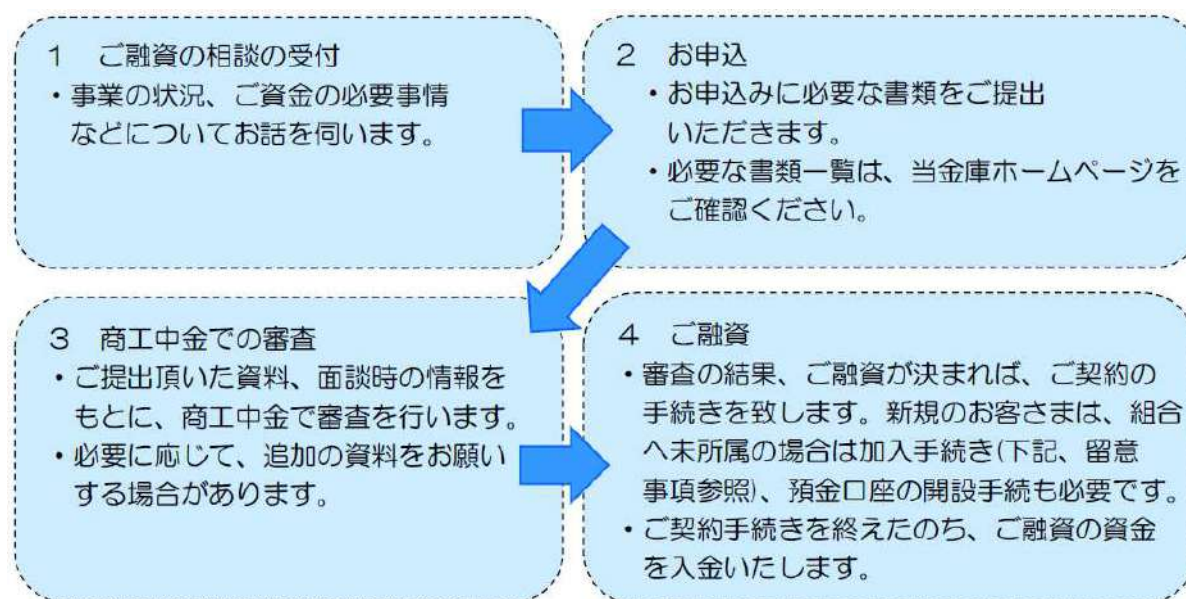 1 ご融資の相談の受付
・事業の状況、ご資金の必要事情
などについてお話を伺います。
2 お申込
・お申込みに必要な書類をご提出
いただきます。
・必要な書類一覧は、当金庫ホームページを
ご確認ください。
3 商工中金での審査
・ご提出頂いた資料、面談時の情報を
もとに、商工中金で審査を行います。
・必要に応じて、追加の資料をお願い
する場合があります。
4 ご融資
・審査の結果、ご融資が決まれば、ご契約の
手続きを致します。新規のお客さまは、組合
へ未所属の場合は加入手続き(下記、留意
事項参照)、預金口座の開設手続も必要です。
・ご契約手続きを終えたのち、ご融資の資金
を入金いたします。